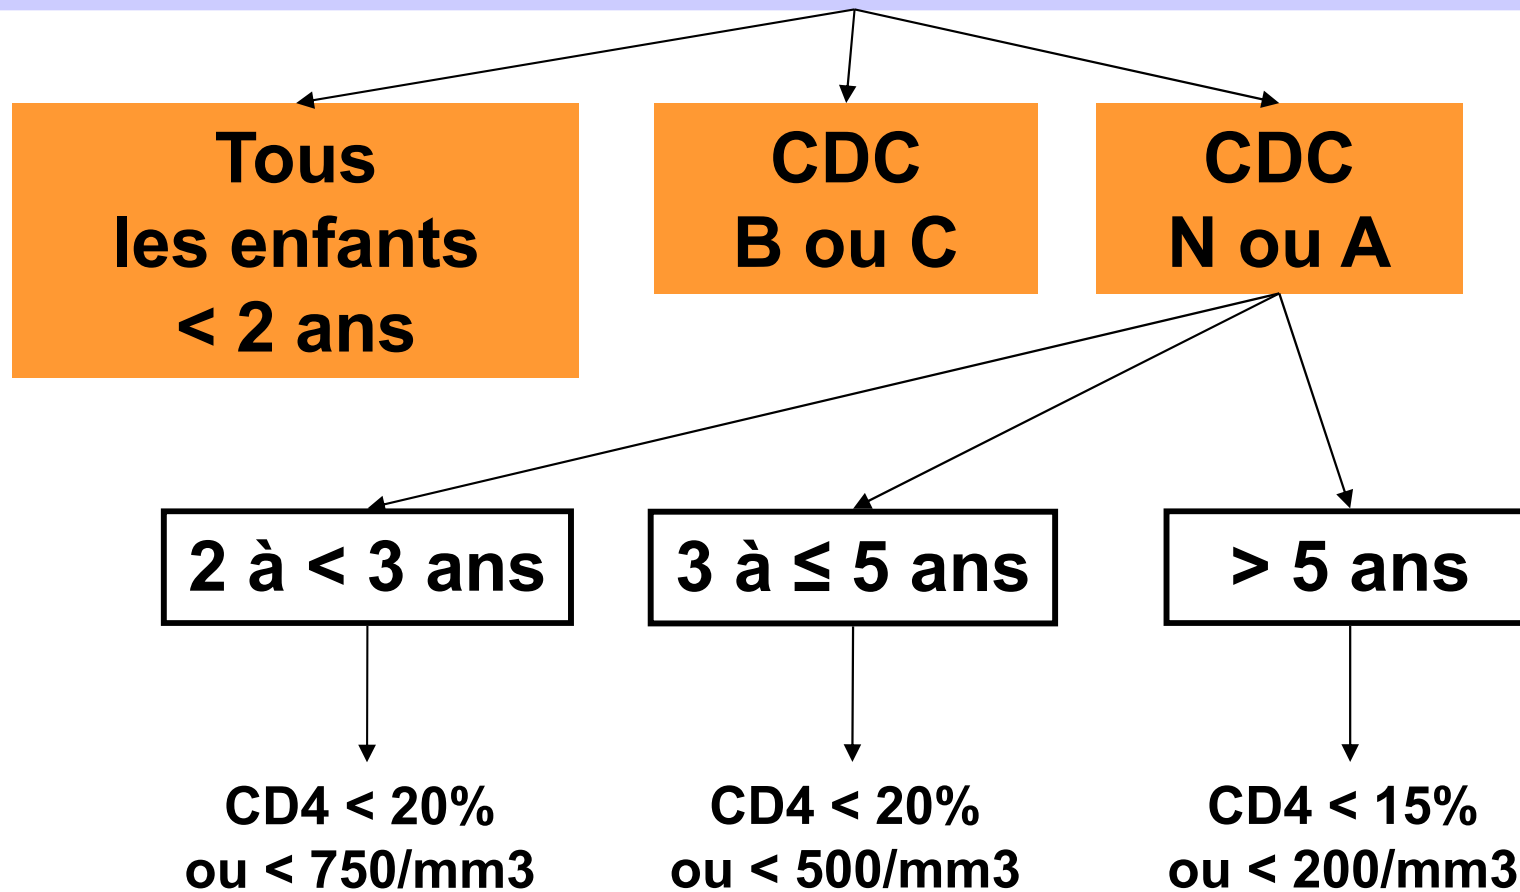 Tous
les enfants
< 2 ans
CDC
B ou C
CDC
N ou A
2 à < 3 ans
3 à ≤ 5 ans
> 5 ans
CD4 < 20%
ou < 750/mm3
CD4 < 20%
ou < 500/mm3
CD4 < 15%
ou < 200/mm3